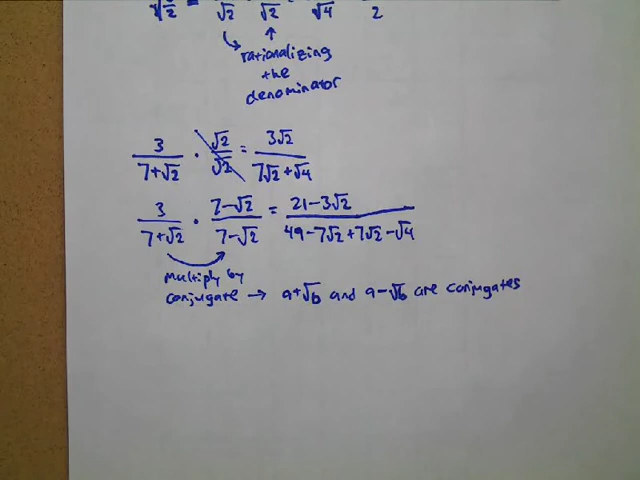 √2 = √2 √2 √4 2
rationalizing
the
denominator
3/(7+√2) · √2/√2 = 3√2/(7√2+√4)
3/(7+√2) · (7-√2)/(7-√2) = (21-3√2)/(49-7√2+7√2-√4)
multiply by
conjugate → a+√b and a-√b are conjugates